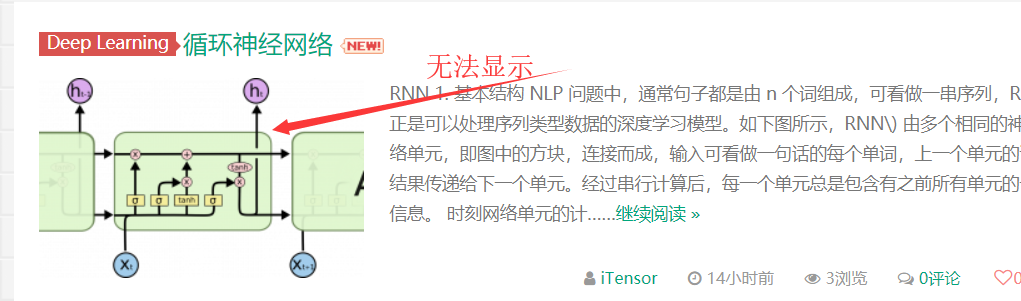 Deep Learning 循环神经网络 NEW!
无法显示
RNN 1. 基本结构 NLP 问题中，通常句子都是由 n 个词组成，可看做一串序列，R
正是可以处理序列类型数据的深度学习模型。如下图所示，RNN\) 由多个相同的神
络单元，即图中的方块，连接而成，输入可看做一句话的每个单词，上一个单元的
结果传递给下一个单元。经过串行计算后，每一个单元总是包含有之前所有单元的
信息。 时刻网络单元的计......继续阅读 »
ht-1 ht
tanh
σ σ tanh σ
A
xt xt+1
iTensor 14小时前 3浏览 0评论 0